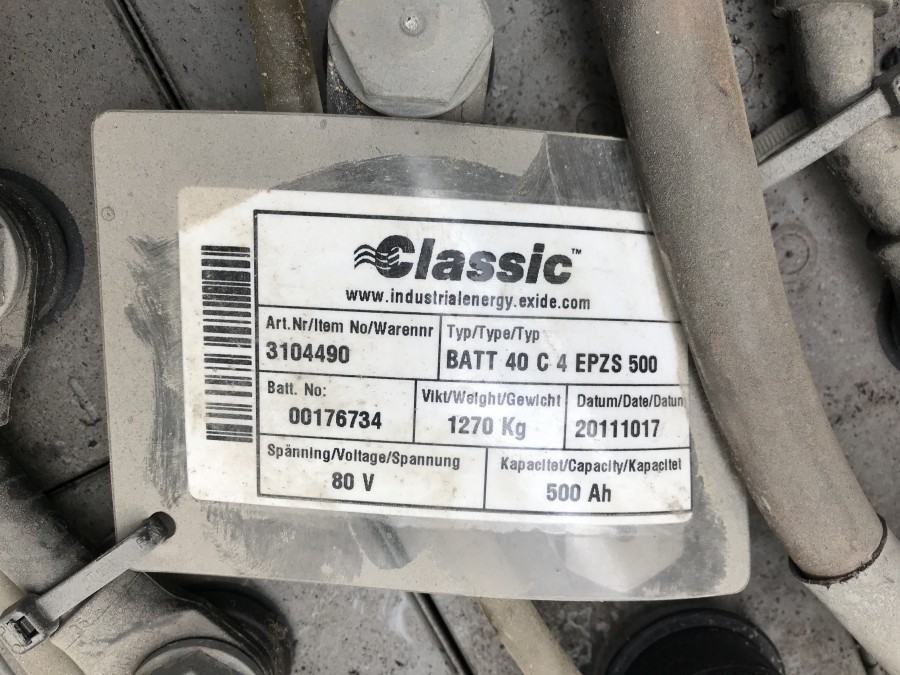 Classic™
www.industrialenergy.exide.com
Art.Nr/Item No/Warennr
3104490
Typ/Type/Typ
BATT 40 C 4 EPZS 500
Batt. No:
00176734
Vikt/Weight/Gewicht
1270 Kg
Datum/Date/Datun
20111017
Spänning/Voltage/Spannung
80 V
Kapacitet/Capacity/Kapacitet
500 Ah